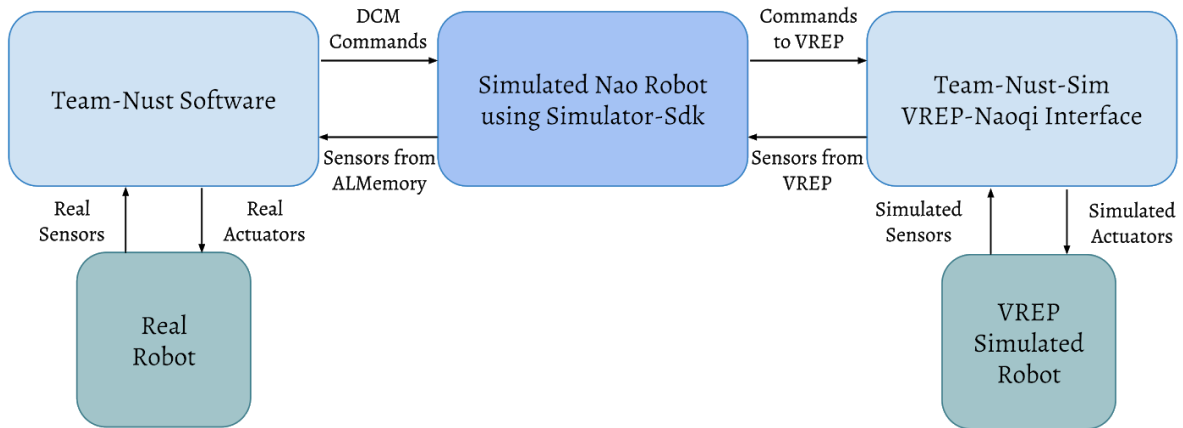 DCM
Commands
Commands
to VREP
Team-Nust Software
Simulated Nao Robot
using Simulator-Sdk
Team-Nust-Sim
VREP-Naoqi Interface
Sensors from
ALMemory
Sensors from
VREP
Real
Sensors
Real
Actuators
Simulated
Sensors
Simulated
Actuators
Real
Robot
VREP
Simulated
Robot